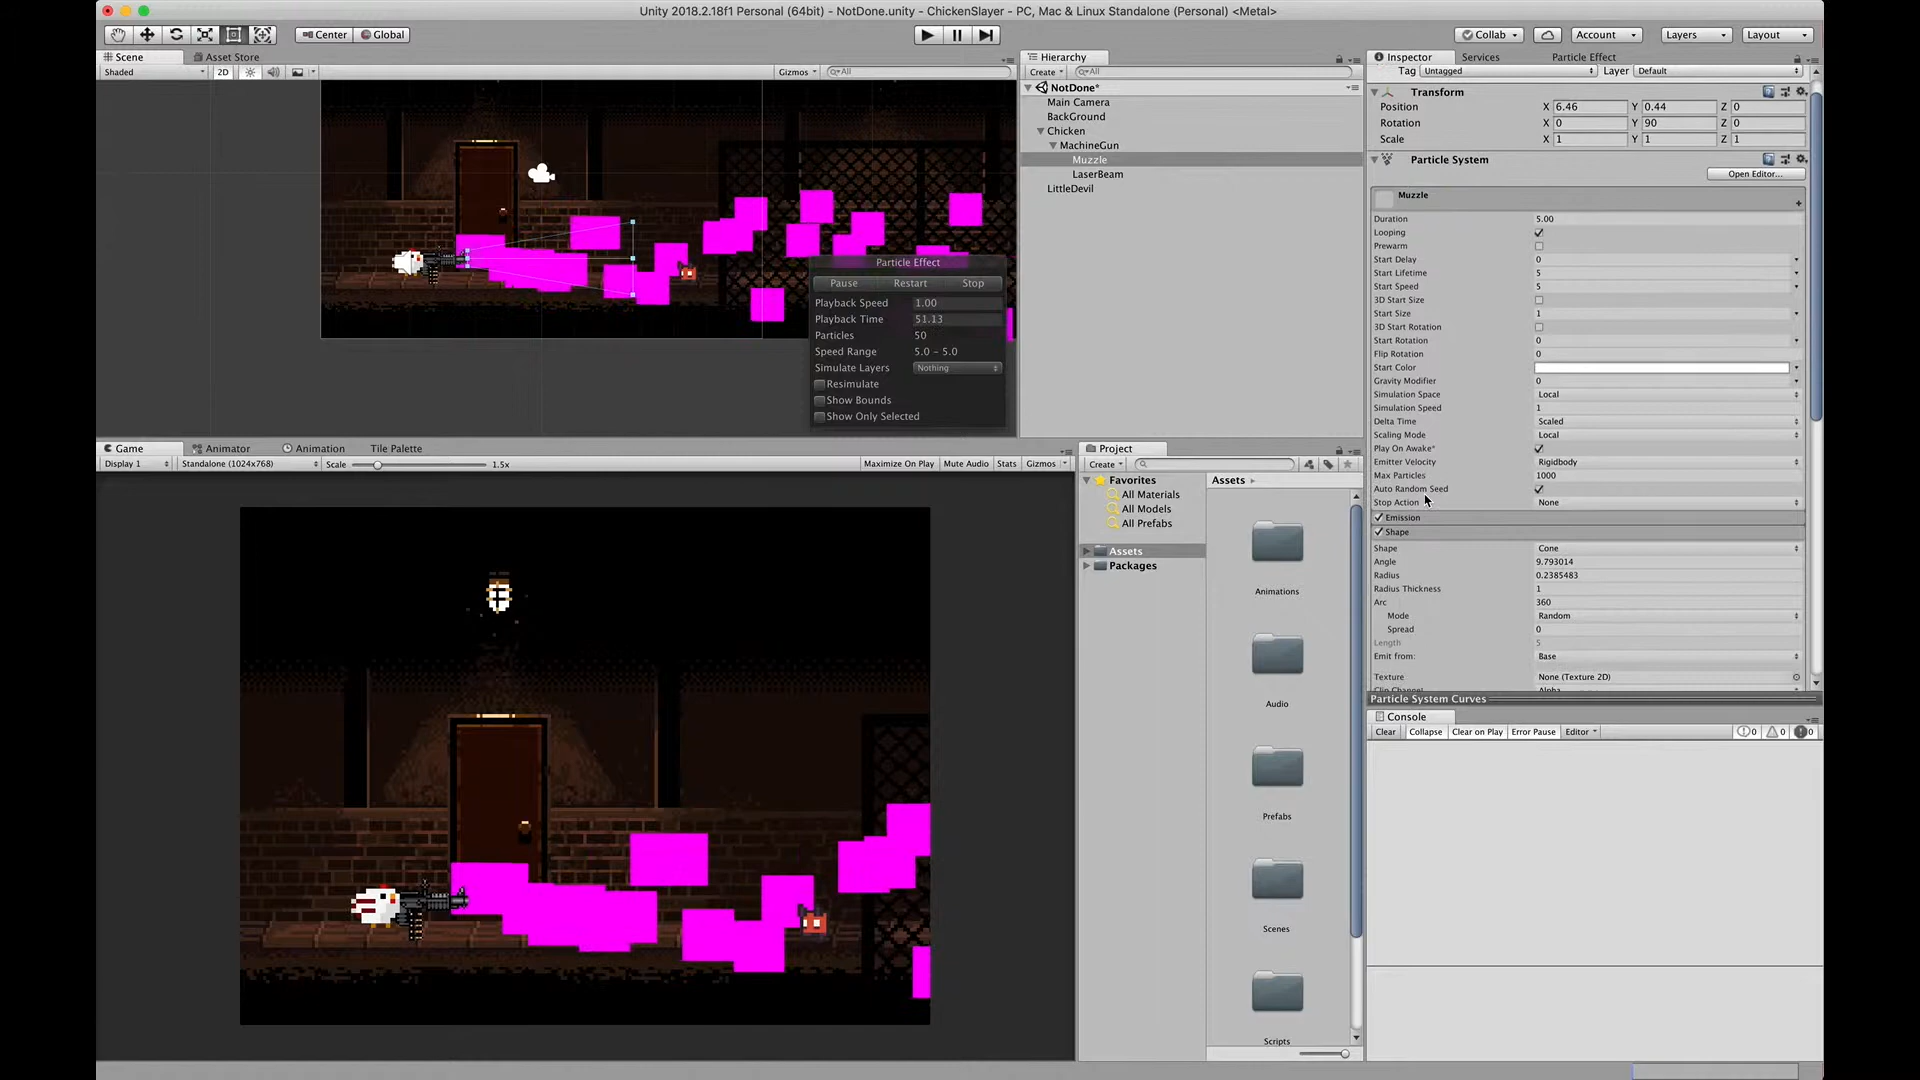 Unity 2018.2.18f1 Personal (64bit) - NotDone.unity - ChickenSlayer - PC, Mac & Linux Standalone (Personal) <Metal>
Center Global Collab Account Layers Layout
Scene Asset Store
Shaded 2D Gizmos All
Particle Effect
Pause Restart Stop
Playback Speed 1.00
Playback Time 51.13
Particles 50
Speed Range 5.0 - 5.0
Simulate Layers Nothing
Resimulate
Show Bounds
Show Only Selected
Hierarchy
Create All
NotDone*
Main Camera
BackGround
Chicken
MachineGun
Muzzle
LaserBeam
LittleDevil
Game Animator Animation Tile Palette
Display 1 Standalone (1024x768) Scale 1.5x Maximize On Play Mute Audio Stats Gizmos
Project
Create
Favorites
All Materials
All Models
All Prefabs
Assets
Packages
Assets
Animations
Audio
Prefabs
Scenes
Scripts
Inspector Services Particle Effect
Tag Untagged Layer Default
Transform
Position X 6.46 Y 0.44 Z 0
Rotation X 0 Y 90 Z 0
Scale X 1 Y 1 Z 1
Particle System
Open Editor...
Muzzle
Duration 5.00
Looping
Prewarm
Start Delay 0
Start Lifetime 5
Start Speed 5
3D Start Size
Start Size 1
3D Start Rotation
Start Rotation 0
Flip Rotation 0
Start Color
Gravity Modifier 0
Simulation Space Local
Simulation Speed 1
Delta Time Scaled
Scaling Mode Local
Play On Awake*
Emitter Velocity Rigidbody
Max Particles 1000
Auto Random Seed
Stop Action None
Emission
Shape
Shape Cone
Angle 9.793014
Radius 0.2385483
Radius Thickness 1
Arc 360
Mode Random
Spread 0
Length 5
Emit from: Base
Texture None (Texture 2D)
Clip Channel Alpha
Particle System Curves
Console
Clear Collapse Clear on Play Error Pause Editor 0 0 0